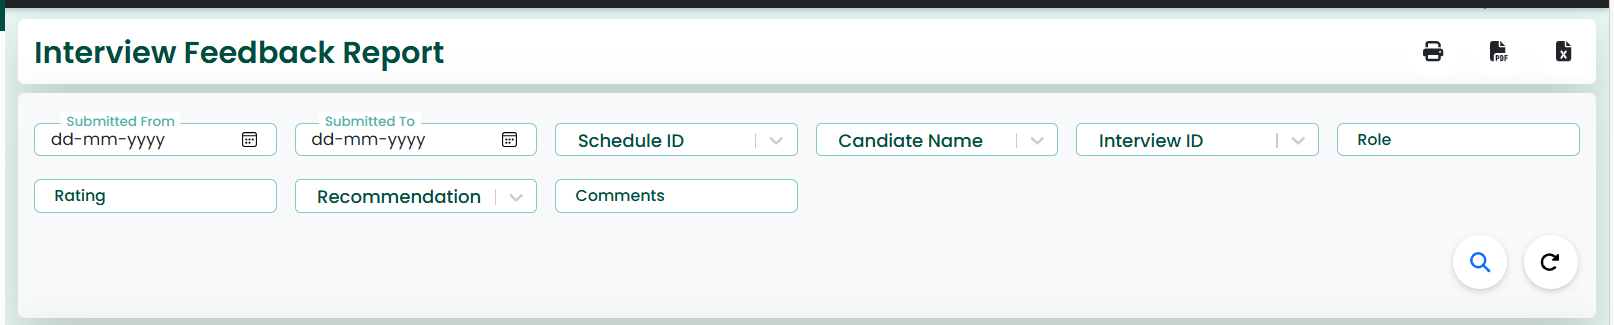 Interview Feedback Report
PDF
X
Submitted From
dd-mm-yyyy
Submitted To
dd-mm-yyyy
Schedule ID
Candiate Name
Interview ID
Role
Rating
Recommendation
Comments